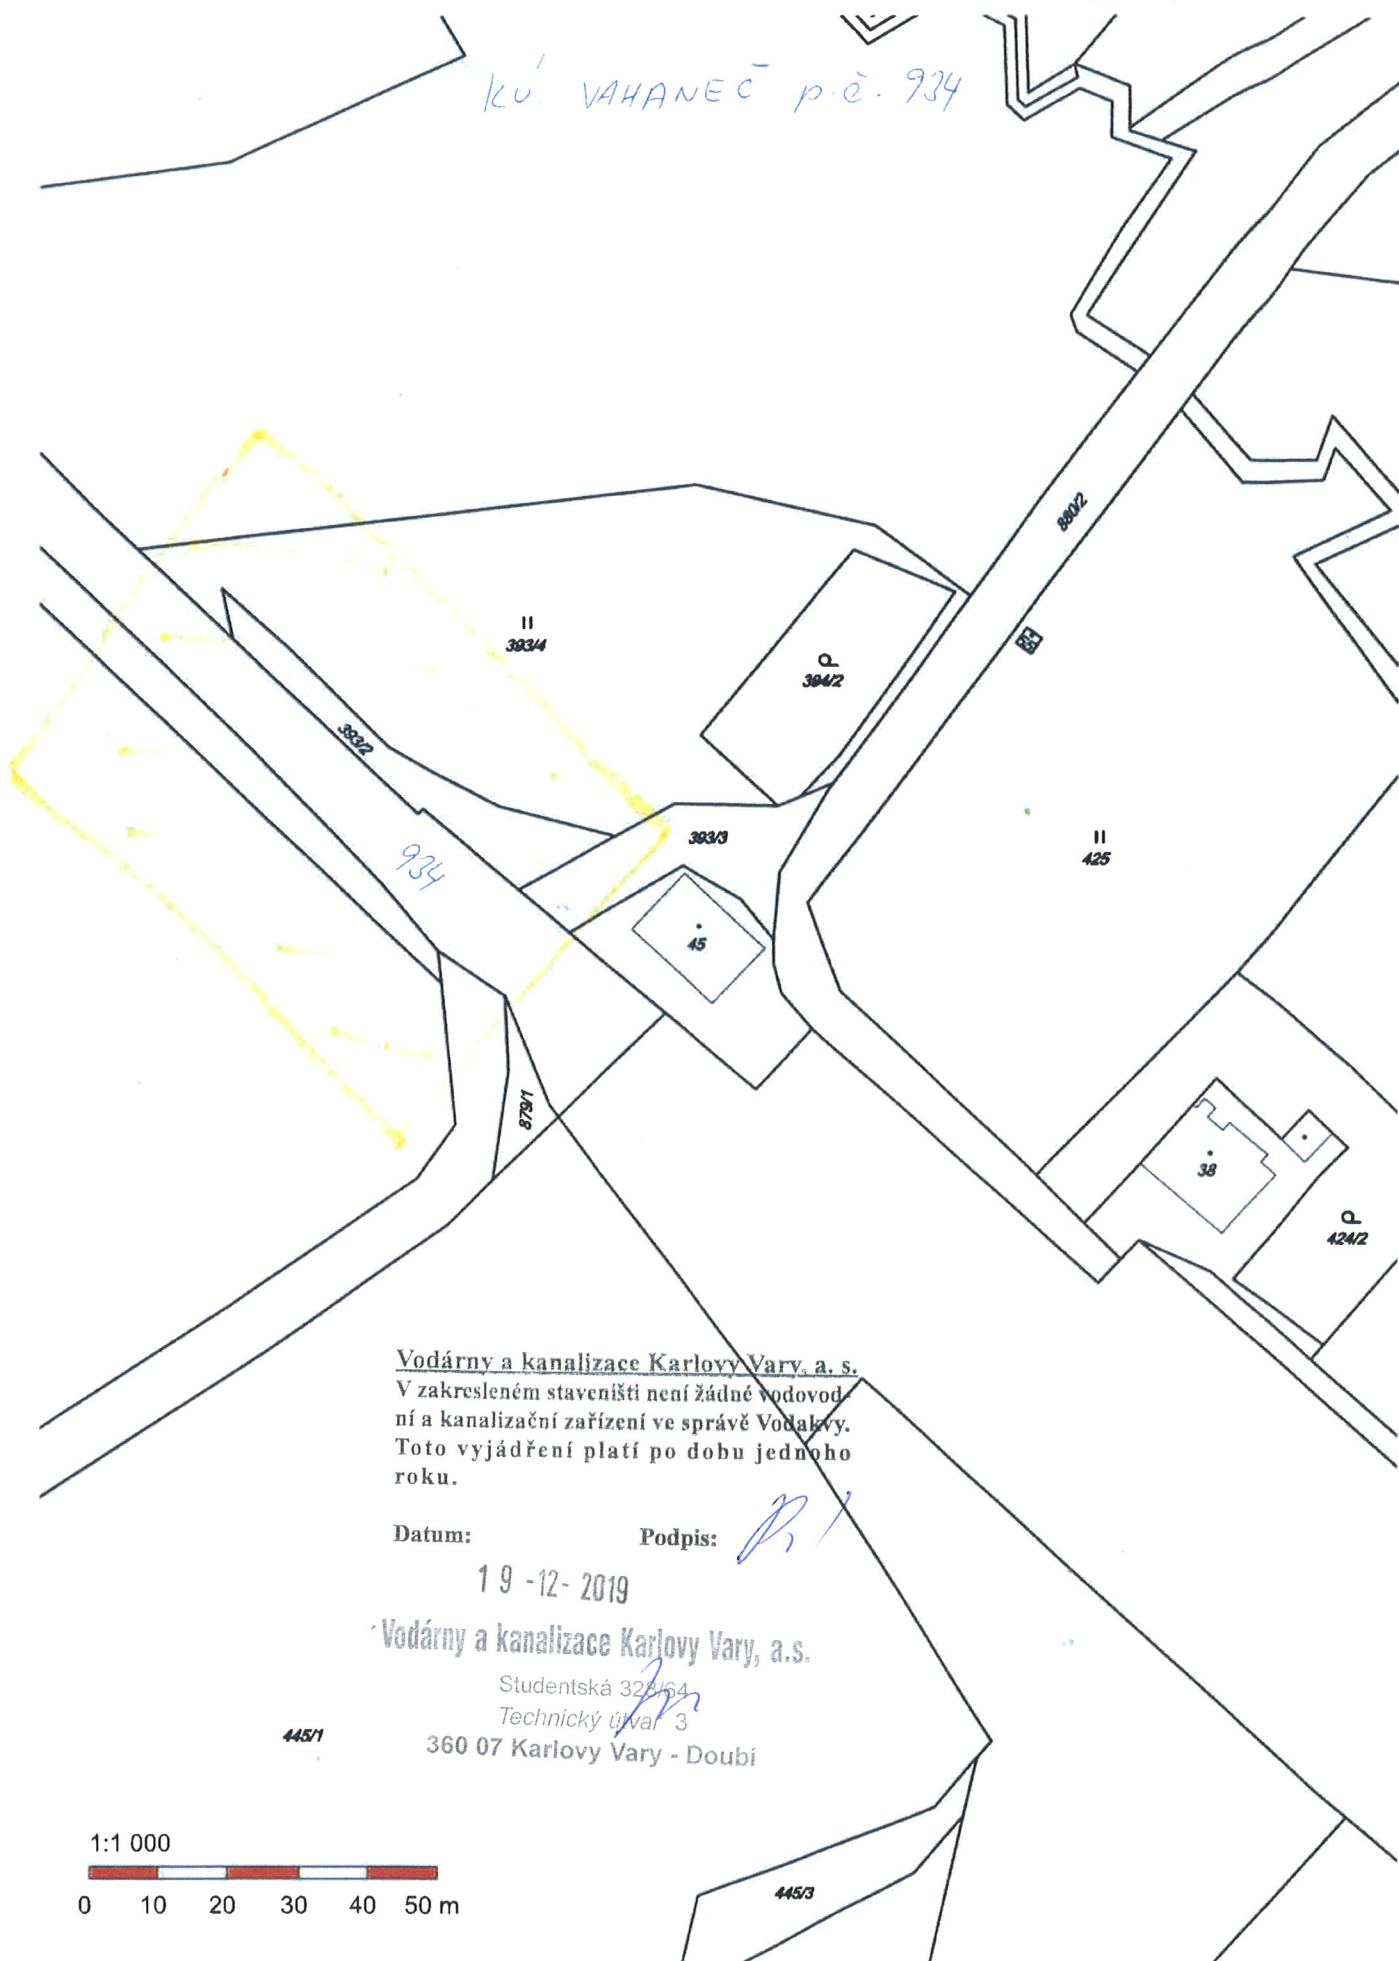 KÚ VAHANEČ p.č. 934
880/2
II
393/4
394/2
393/2
393/3
II
425
934
45
879/1
38
424/2
Vodárny a kanalizace Karlovy Vary, a. s.
V zakresleném staveništi není žádné vodovod-
ní a kanalizační zařízení ve správě Vodakvy.
Toto vyjádření platí po dobu jednoho
roku.
Datum: Podpis:
19 -12- 2019
Vodárny a kanalizace Karlovy Vary, a.s.
Studentská 328/64
Technický útvar 3
360 07 Karlovy Vary - Doubí
445/1
1:1 000
0 10 20 30 40 50 m
445/3